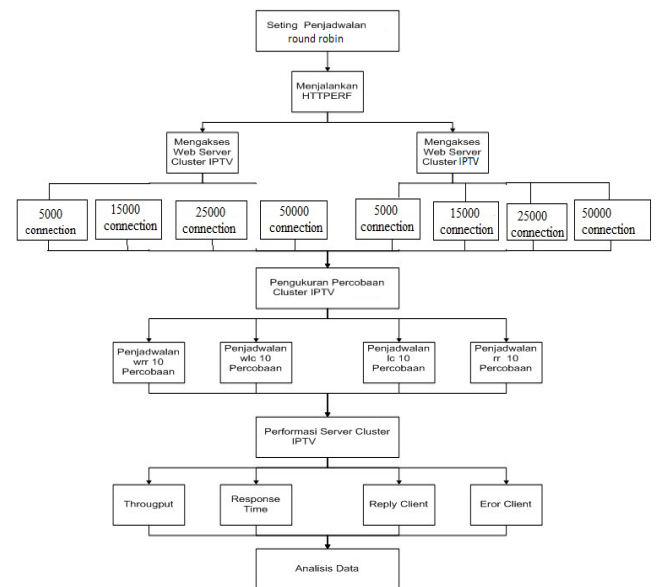 Seting Penjadwalan
round robin
Menjalankan
HTTPERF
Mengakses
Web Server
Cluster IPTV
Mengakses
Web Server
Cluster IPTV
5000
connection
15000
connection
25000
connection
50000
connection
5000
connection
15000
connection
25000
connection
50000
connection
Pengukuran Percobaan
Cluster IPTV
Penjadwalan
wrr 10
Percobaan
Penjadwalan
wlc 10
Percobaan
Penjadwalan
lc 10
Percobaan
Penjadwalan
rr 10
Percobaan
Performasi Server Cluster
IPTV
Througput
Response
Time
Reply Client
Eror Client
Analisis Data